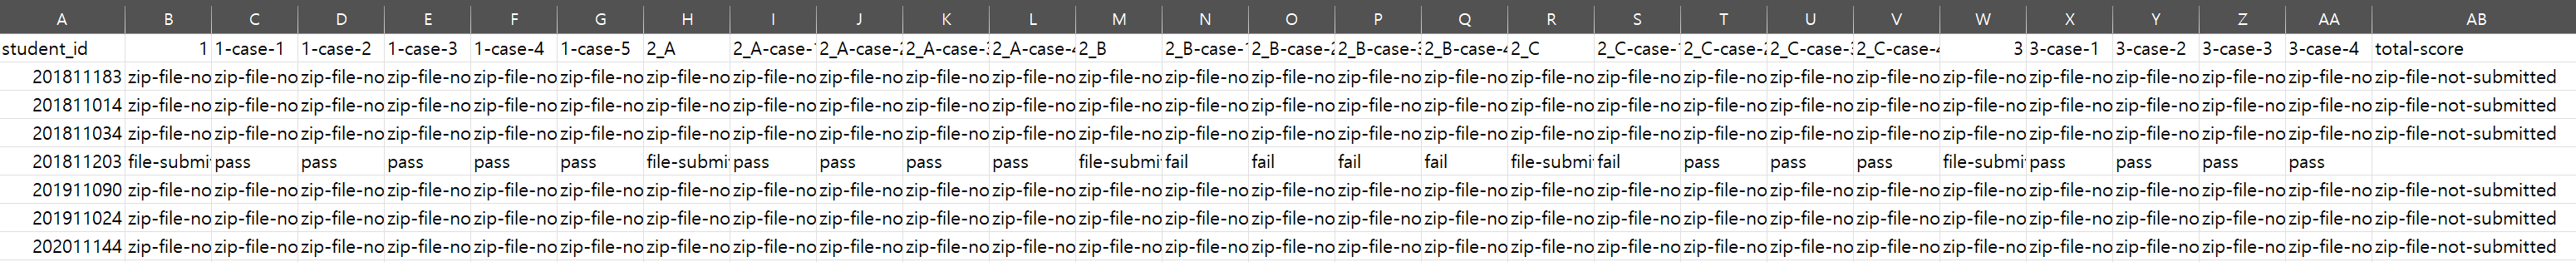 A B C D E F G H I J K L M N O P Q R S T U V W X Y Z AA AB
student_id 1 1-case-1 1-case-2 1-case-3 1-case-4 1-case-5 2_A 2_A-case- 2_A-case-2 2_A-case-3 2_A-case-4 2_B 2_B-case- 2_B-case-2 2_B-case-3 2_B-case-4 2_C 2_C-case- 2_C-case-2 2_C-case-3 2_C-case-4 3 3-case-1 3-case-2 3-case-3 3-case-4 total-score
201811183 zip-file-no zip-file-no zip-file-no zip-file-no zip-file-no zip-file-no zip-file-no zip-file-no zip-file-no zip-file-no zip-file-no zip-file-no zip-file-no zip-file-no zip-file-no zip-file-no zip-file-no zip-file-no zip-file-no zip-file-no zip-file-no zip-file-no zip-file-no zip-file-no zip-file-no zip-file-no zip-file-not-submitted
201811014 zip-file-no zip-file-no zip-file-no zip-file-no zip-file-no zip-file-no zip-file-no zip-file-no zip-file-no zip-file-no zip-file-no zip-file-no zip-file-no zip-file-no zip-file-no zip-file-no zip-file-no zip-file-no zip-file-no zip-file-no zip-file-no zip-file-no zip-file-no zip-file-no zip-file-no zip-file-no zip-file-not-submitted
201811034 zip-file-no zip-file-no zip-file-no zip-file-no zip-file-no zip-file-no zip-file-no zip-file-no zip-file-no zip-file-no zip-file-no zip-file-no zip-file-no zip-file-no zip-file-no zip-file-no zip-file-no zip-file-no zip-file-no zip-file-no zip-file-no zip-file-no zip-file-no zip-file-no zip-file-no zip-file-no zip-file-not-submitted
201811203 file-submi pass pass pass pass pass file-submi pass pass pass pass file-submi fail fail fail fail file-submi fail pass pass pass file-submi pass pass pass pass
201911090 zip-file-no zip-file-no zip-file-no zip-file-no zip-file-no zip-file-no zip-file-no zip-file-no zip-file-no zip-file-no zip-file-no zip-file-no zip-file-no zip-file-no zip-file-no zip-file-no zip-file-no zip-file-no zip-file-no zip-file-no zip-file-no zip-file-no zip-file-no zip-file-no zip-file-no zip-file-no zip-file-not-submitted
201911024 zip-file-no zip-file-no zip-file-no zip-file-no zip-file-no zip-file-no zip-file-no zip-file-no zip-file-no zip-file-no zip-file-no zip-file-no zip-file-no zip-file-no zip-file-no zip-file-no zip-file-no zip-file-no zip-file-no zip-file-no zip-file-no zip-file-no zip-file-no zip-file-no zip-file-no zip-file-no zip-file-not-submitted
202011144 zip-file-no zip-file-no zip-file-no zip-file-no zip-file-no zip-file-no zip-file-no zip-file-no zip-file-no zip-file-no zip-file-no zip-file-no zip-file-no zip-file-no zip-file-no zip-file-no zip-file-no zip-file-no zip-file-no zip-file-no zip-file-no zip-file-no zip-file-no zip-file-no zip-file-no zip-file-no zip-file-not-submitted